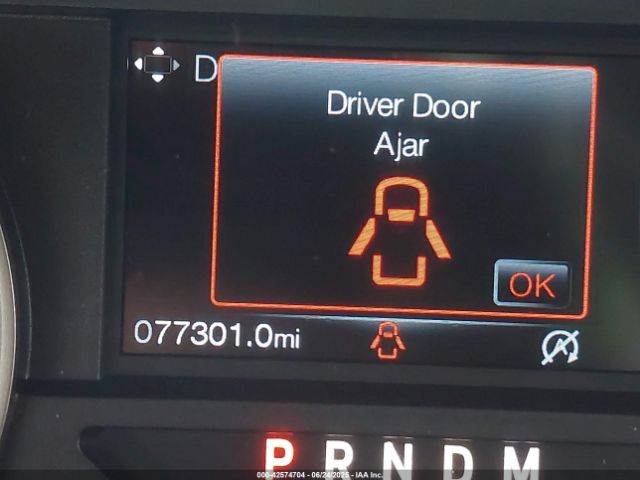 D
Driver Door
Ajar
OK
077301.0mi
A
P R N D M
000-42574704 - 06/24/2025 - IAA Inc.